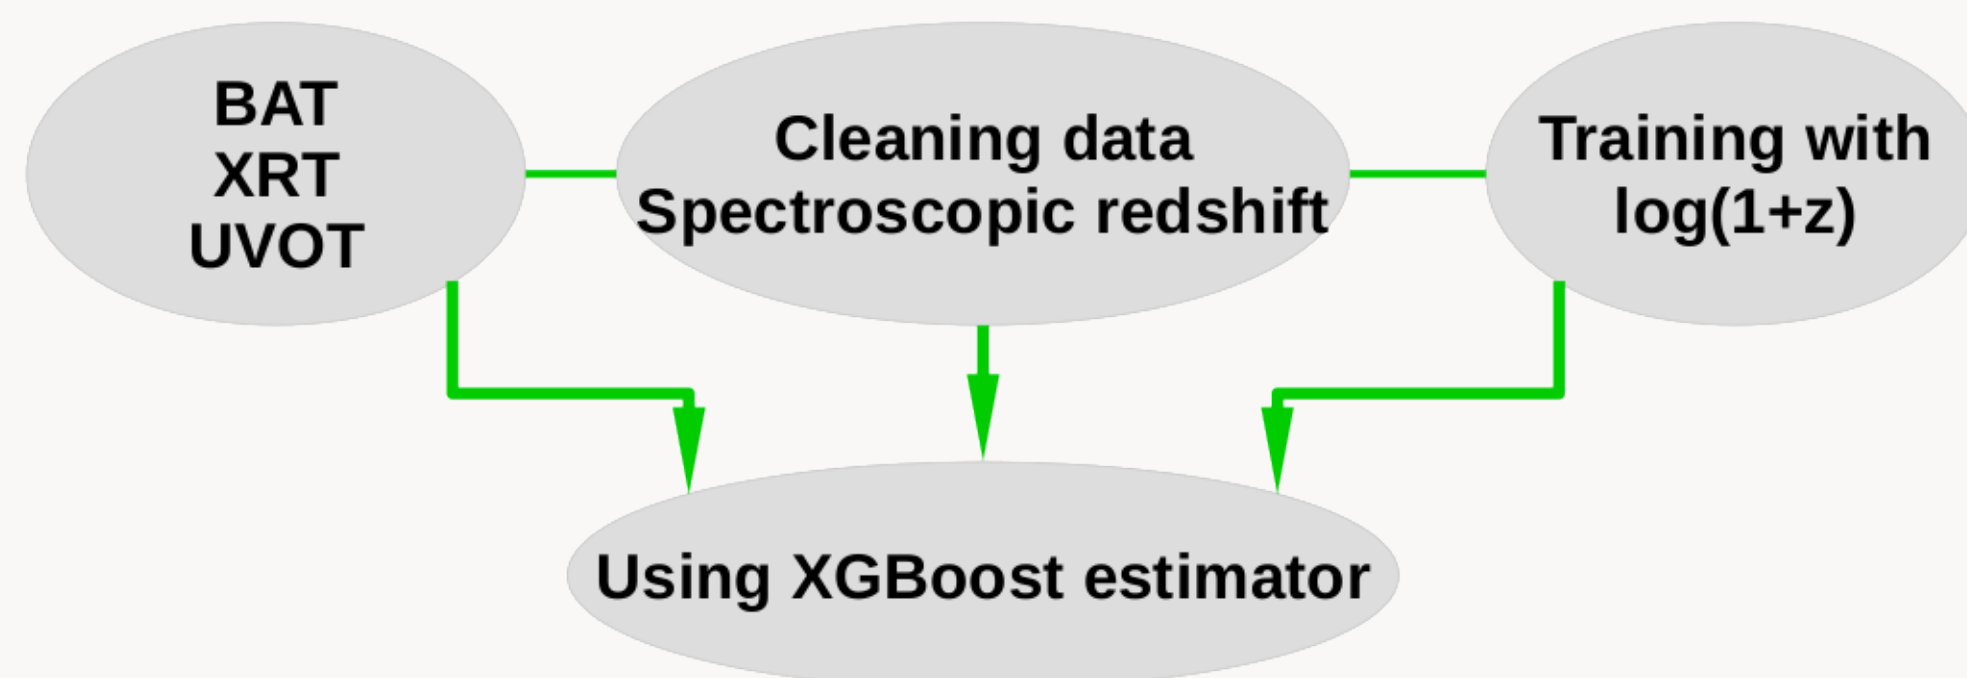 BAT
XRT
UVOT
Cleaning data
Spectroscopic redshift
Training with
log(1+z)
Using XGBoost estimator